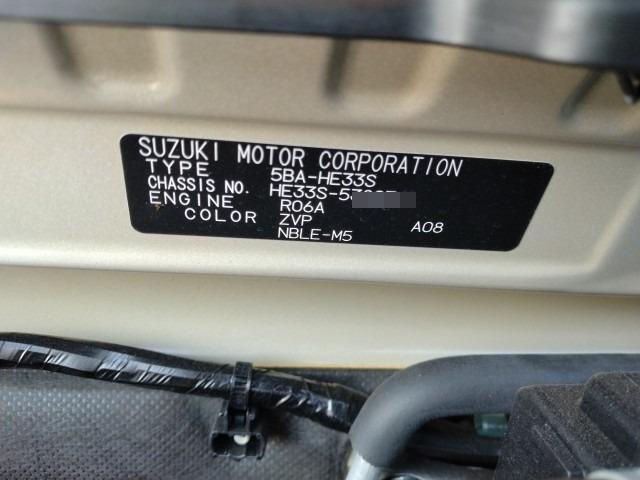 SUZUKI MOTOR CORPORATION
TYPE 5BA-HE33S
CHASSIS NO. HE33S-
ENGINE R06A
COLOR ZVP A08
NBLE-M5